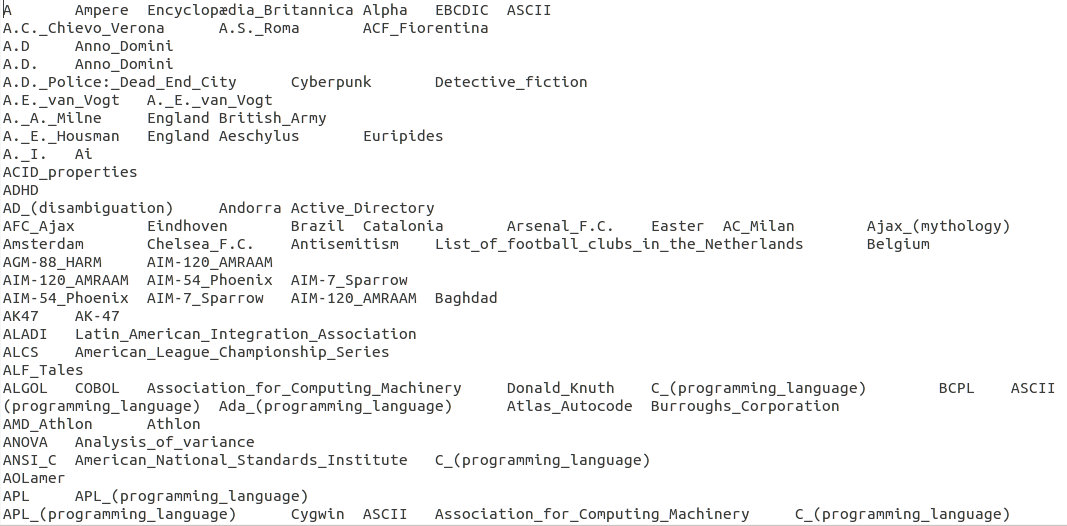 A	Ampere	Encyclopædia_Britannica	Alpha	EBCDIC	ASCII
A.C._Chievo_Verona	A.S._Roma	ACF_Fiorentina
A.D	Anno_Domini
A.D.	Anno_Domini
A.D._Police:_Dead_End_City	Cyberpunk	Detective_fiction
A.E._van_Vogt	A._E._van_Vogt
A._A._Milne	England	British_Army
A._E._Housman	England	Aeschylus	Euripides
A._I.	Ai
ACID_properties
ADHD
AD_(disambiguation)	Andorra	Active_Directory
AFC_Ajax	Eindhoven	Brazil	Catalonia	Arsenal_F.C.	Easter	AC_Milan	Ajax_(mythology)
Amsterdam	Chelsea_F.C.	Antisemitism	List_of_football_clubs_in_the_Netherlands	Belgium
AGM-88_HARM	AIM-120_AMRAAM
AIM-120_AMRAAM	AIM-54_Phoenix	AIM-7_Sparrow
AIM-54_Phoenix	AIM-7_Sparrow	AIM-120_AMRAAM	Baghdad
AK47	AK-47
ALADI	Latin_American_Integration_Association
ALCS	American_League_Championship_Series
ALF_Tales
ALGOL	COBOL	Association_for_Computing_Machinery	Donald_Knuth	C_(programming_language)	BCPL	ASCII
(programming_language)	Ada_(programming_language)	Atlas_Autocode	Burroughs_Corporation
AMD_Athlon	Athlon
ANOVA	Analysis_of_variance
ANSI_C	American_National_Standards_Institute	C_(programming_language)
AOLamer
APL	APL_(programming_language)
APL_(programming_language)	Cygwin	ASCII	Association_for_Computing_Machinery	C_(programming_language)